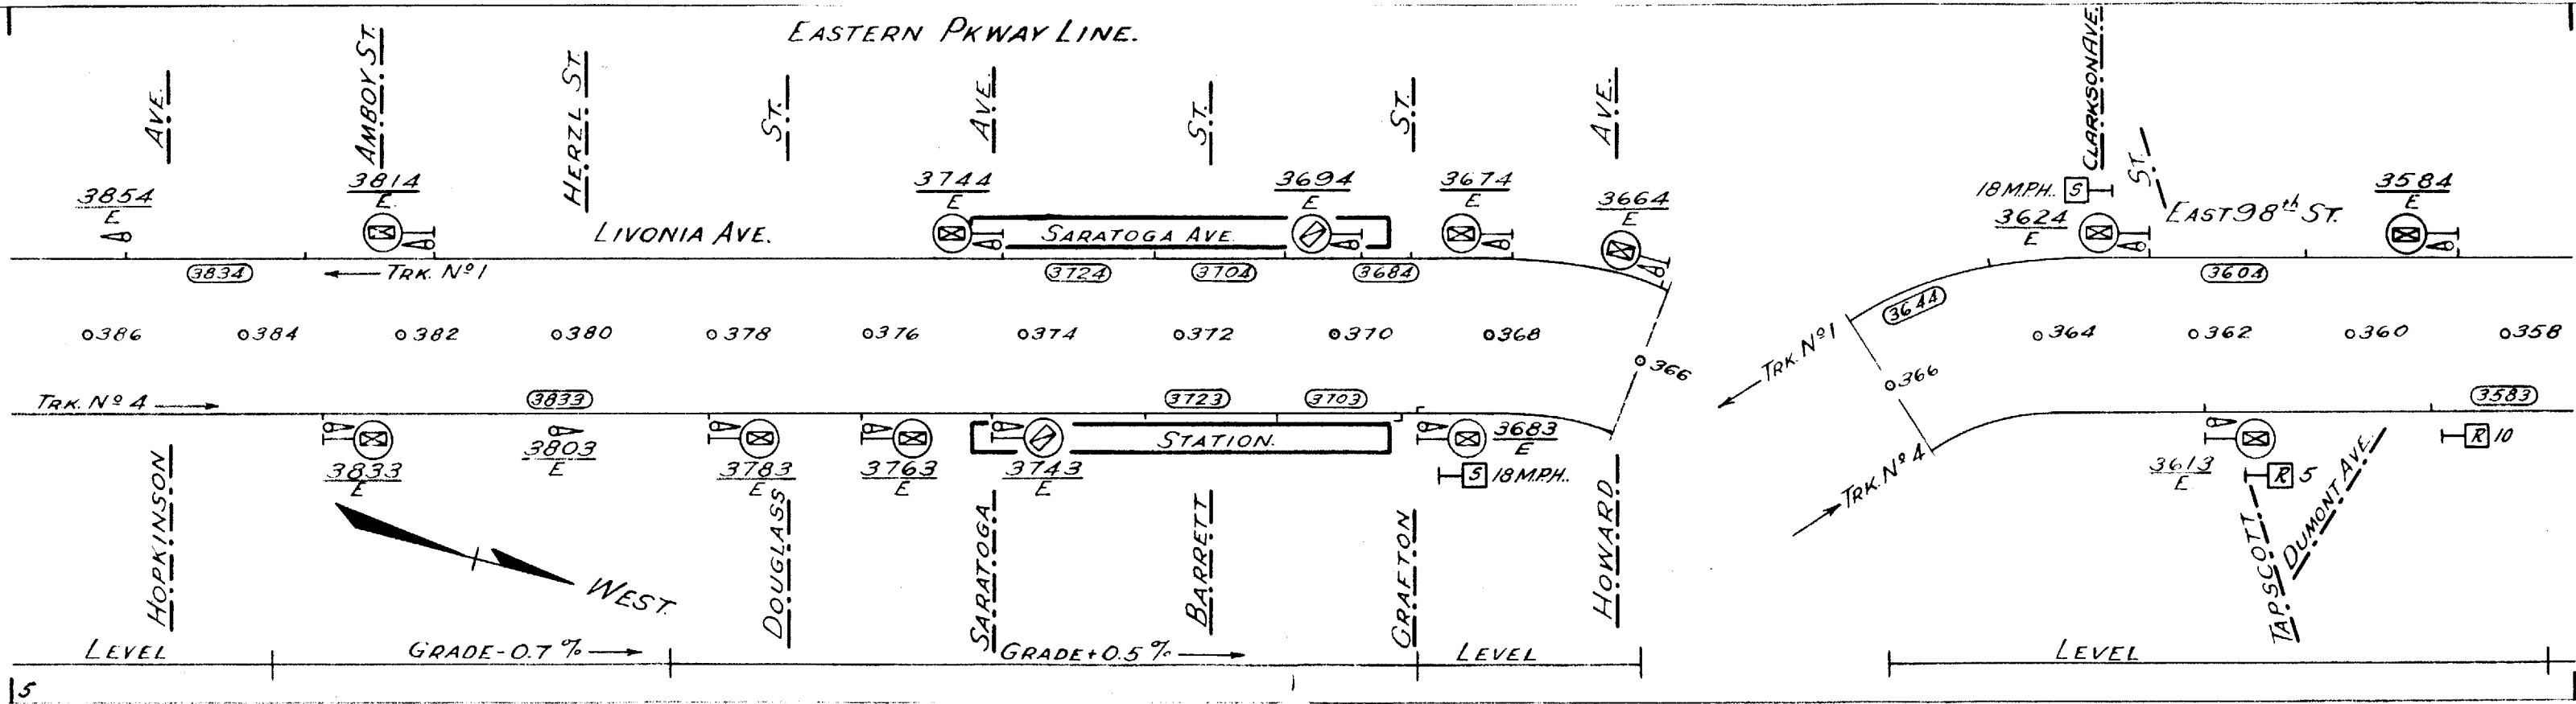 EASTERN PKWAY LINE.
AVE.
AMBOY ST.
HERZL ST.
ST.
AVE.
ST.
ST.
AVE.
CLARKSON AVE.
ST.
3854
E
3814
E
3744
E
3694
E
3674
E
3664
E
18 M.P.H. S
3624
E
EAST 98th ST.
3584
E
LIVONIA AVE.
SARATOGA AVE.
3834
TRK. Nº 1
3724
3704
3684
3644
3604
386 384 382 380 378 376 374 372 370 368 366
TRK. Nº 1
366 364 362 360 358
TRK. Nº 4
3833
3723
3703
3583
3833
E
3803
E
3783
E
3763
E
3743
E
STATION.
3683
E
S 18 M.P.H.
TRK. Nº 4
3613
E
R 5
R 10
HOPKINSON
WEST.
DOUGLASS
SARATOGA
BARRETT
GRAFTON
HOWARD
TAPSCOTT
DUMONT AVE.
LEVEL
GRADE-0.7 %
GRADE+0.5 %
LEVEL
LEVEL
5